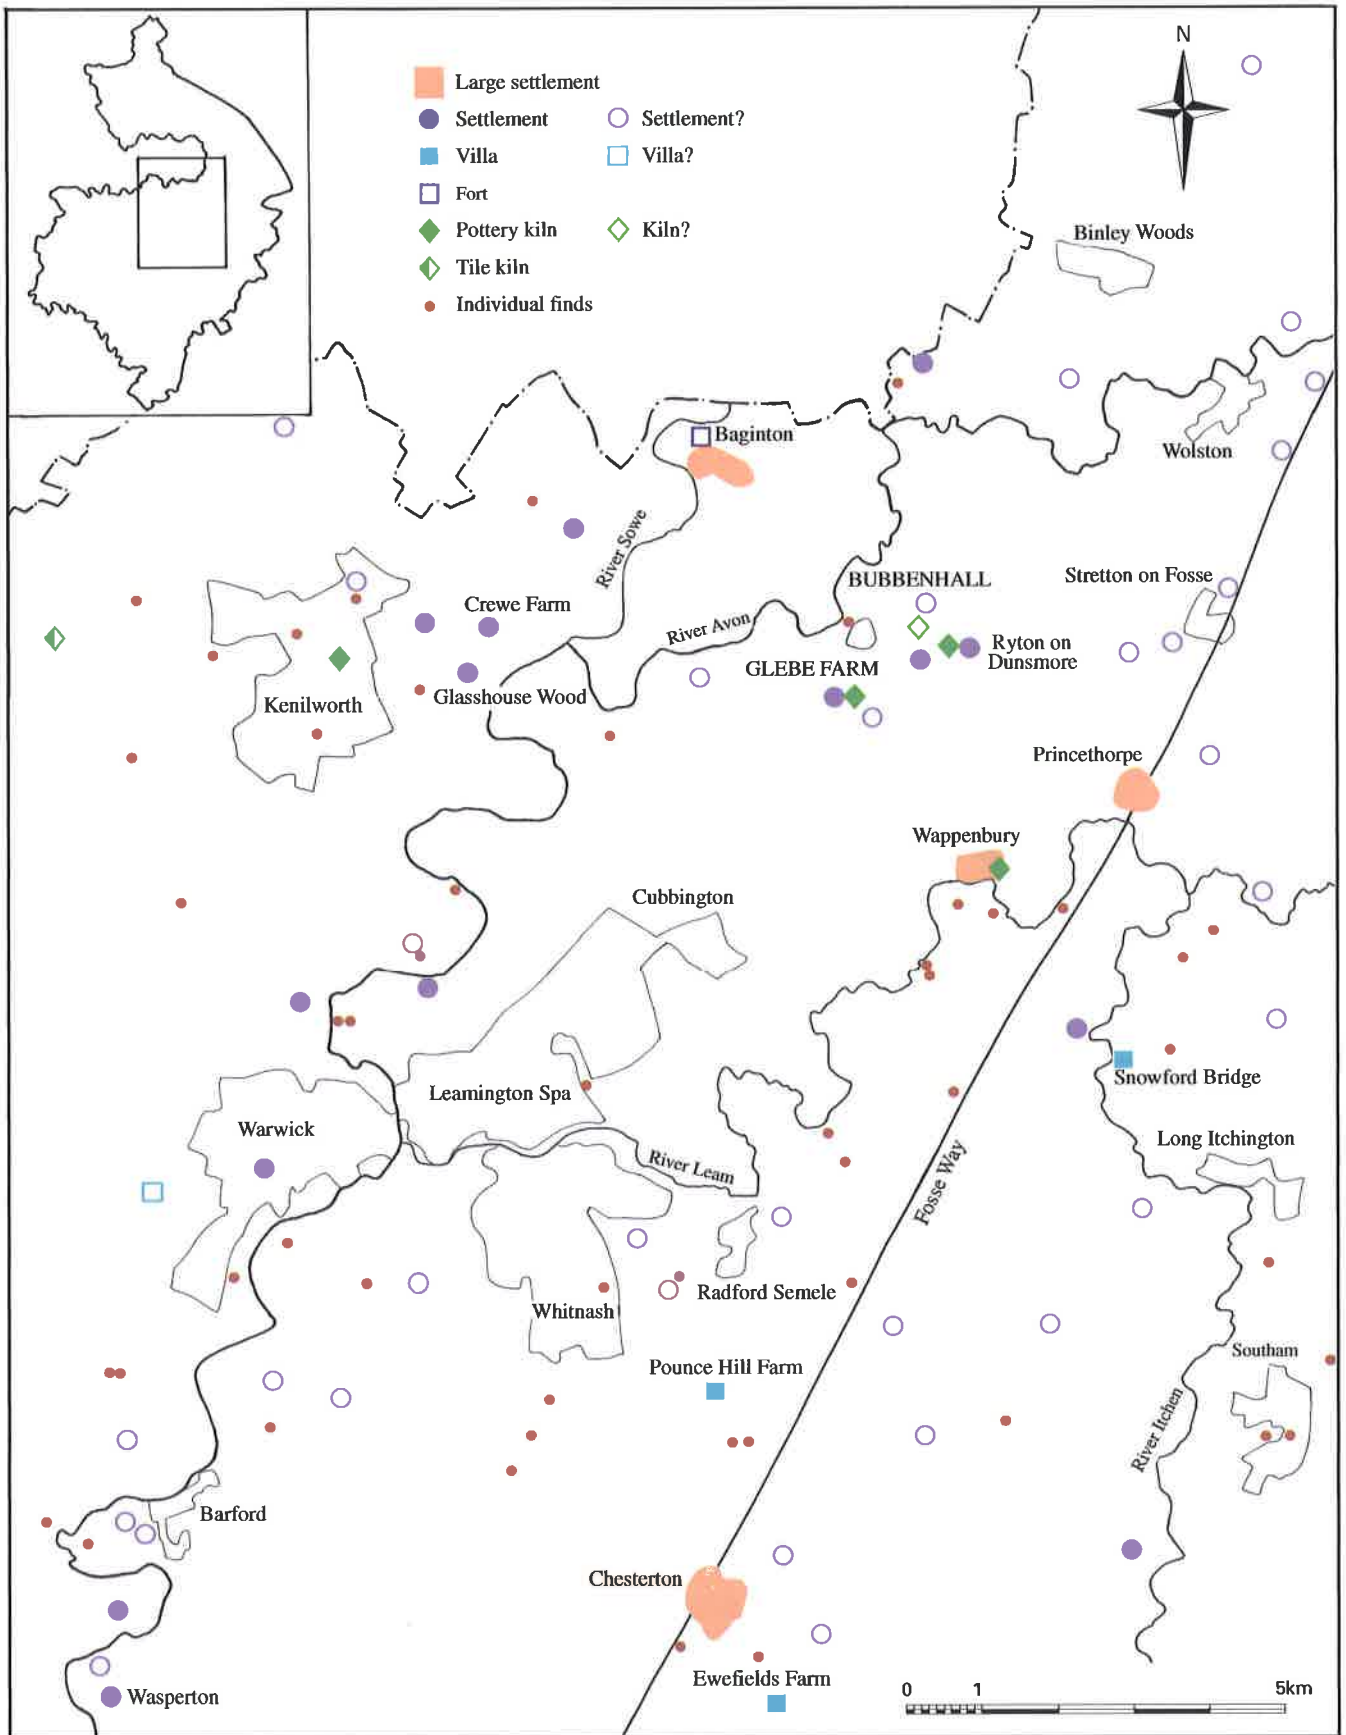 N
Large settlement
Settlement
Settlement?
Villa
Villa?
Fort
Pottery kiln
Kiln?
Tile kiln
Individual finds
Binley Woods
Baginton
Wolston
River Sowe
BUBBENHALL
Stretton on Fosse
Crewe Farm
River Avon
Ryton on
Dunsmore
GLEBE FARM
Glasshouse Wood
Kenilworth
Princethorpe
Wappenbury
Cubbington
Snowford Bridge
Leamington Spa
Warwick
Long Itchington
River Leam
Fosse Way
Radford Semele
Whitnash
Southam
Pounce Hill Farm
River Itchen
Barford
Chesterton
Ewefields Farm
Wasperton
0 1 5km